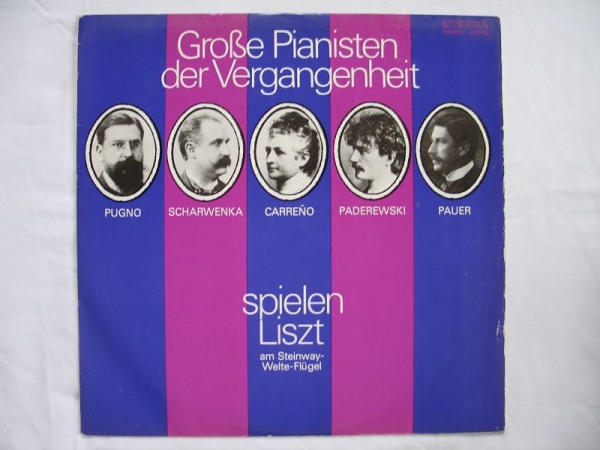 ETERNA
Große Pianisten
der Vergangenheit
PUGNO
SCHARWENKA
CARREÑO
PADEREWSKI
PAUER
spielen
Liszt
am Steinway-
Welte-Flügel